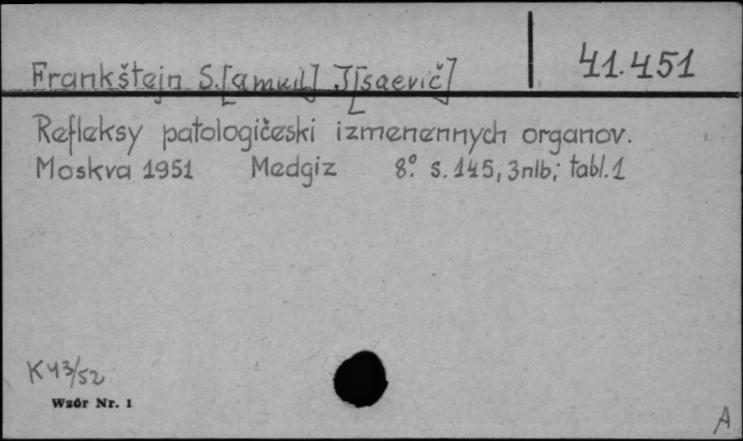 41.451
Frankštejn S.[amuil] I[saevič]
Refleksy patologičeski izmenennych organov.
Moskva 1951 Medgiz 8° s. 145, 3nlb; tabl. 1
K43/52
Wzór Nr. 1
A